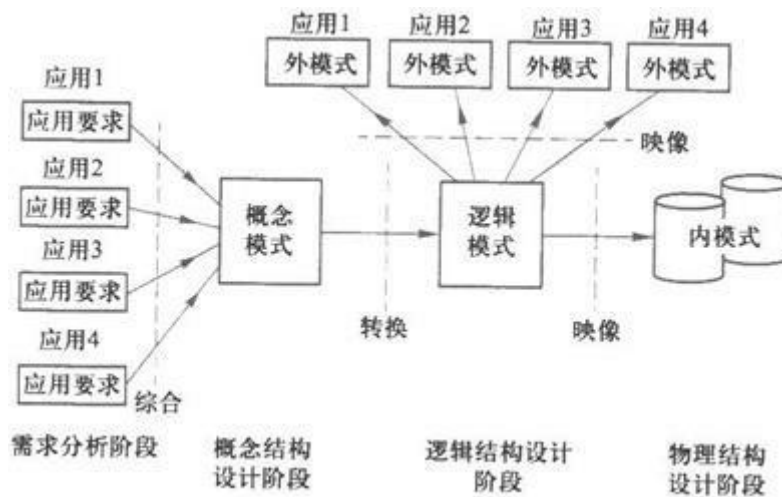 应用1 应用2 应用3 应用4
外模式 外模式 外模式 外模式
应用1
应用要求
映像
应用2
应用要求
概念
模式
逻辑
模式
内模式
应用3
应用要求
转换
映像
应用4
应用要求
综合
需求分析阶段
概念结构
设计阶段
逻辑结构设计
阶段
物理结构
设计阶段